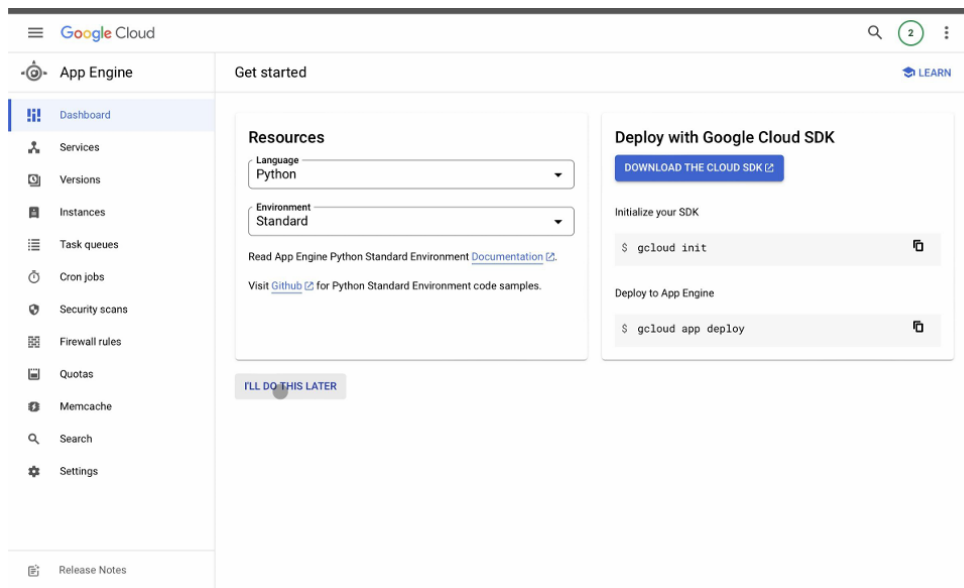 Google Cloud
2
App Engine
Get started
LEARN
Dashboard
Services
Versions
Instances
Task queues
Cron jobs
Security scans
Firewall rules
Quotas
Memcache
Search
Settings
Release Notes
Resources
Language
Python
Environment
Standard
Read App Engine Python Standard Environment Documentation.
Visit Github for Python Standard Environment code samples.
I'LL DO THIS LATER
Deploy with Google Cloud SDK
DOWNLOAD THE CLOUD SDK
Initialize your SDK
$ gcloud init
Deploy to App Engine
$ gcloud app deploy